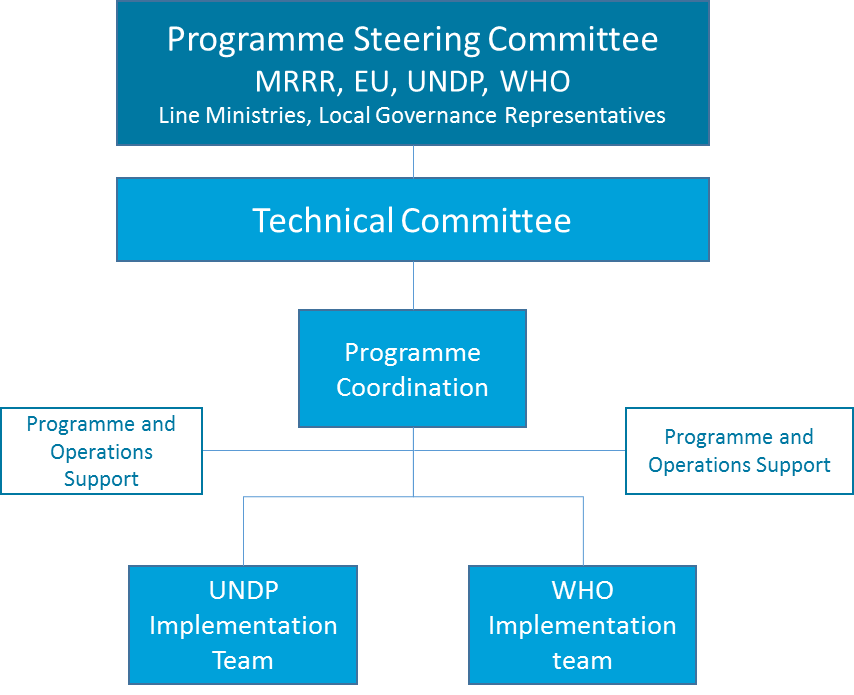 Programme Steering Committee
MRRR, EU, UNDP, WHO
Line Ministries, Local Governance Representatives
Technical Committee
Programme
Coordination
Programme and
Operations
Support
Programme and
Operations Support
UNDP
Implementation
Team
WHO
Implementation
team